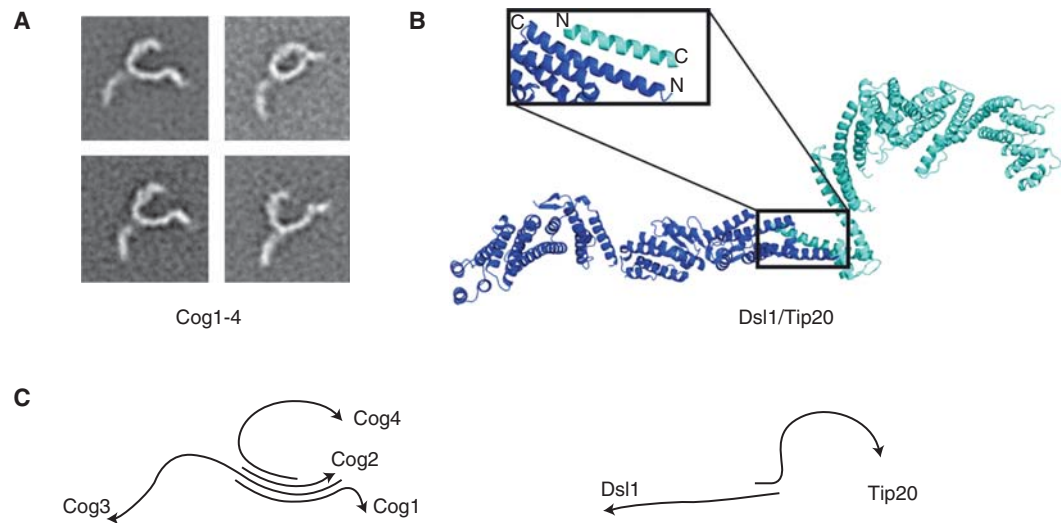 A
Cog1-4
B
C N
C
N
Dsl1/Tip20
C
Cog4
Cog2
Cog3
Cog1
Dsl1
Tip20